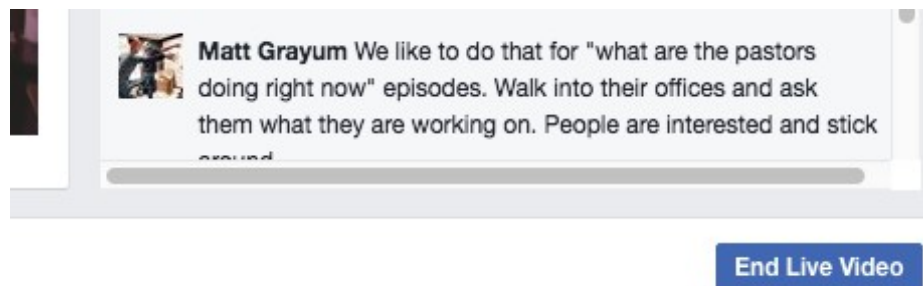 Matt Grayum We like to do that for "what are the pastors
doing right now" episodes. Walk into their offices and ask
them what they are working on. People are interested and stick
around
End Live Video